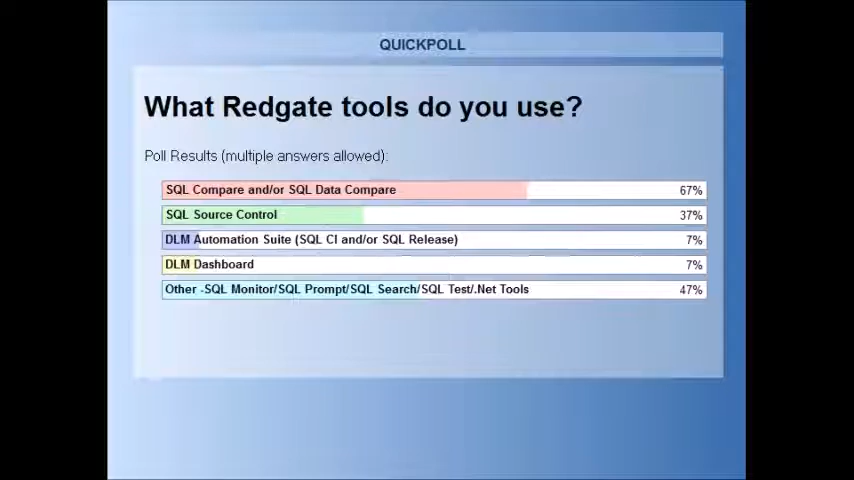 QUICKPOLL
What Redgate tools do you use?
Poll Results (multiple answers allowed):
SQL Compare and/or SQL Data Compare 67%
SQL Source Control 37%
DLM Automation Suite (SQL CI and/or SQL Release) 7%
DLM Dashboard 7%
Other -SQL Monitor/SQL Prompt/SQL Search/SQL Test/.Net Tools 47%